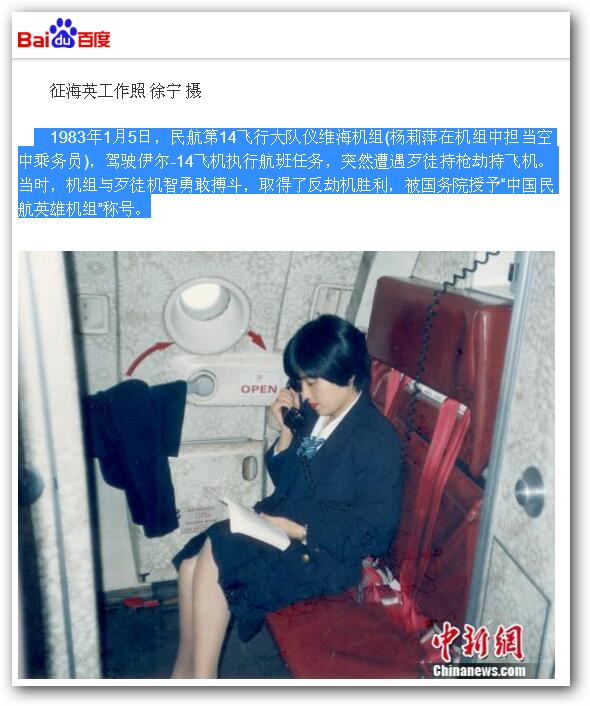 Bai du 百度
征海英工作照 徐宁 摄
1983年1月5日，民航第14飞行大队仪维海机组(杨莉萍在机组中担当空
中乘务员)，驾驶伊尔-14飞机执行航班任务，突然遭遇歹徒持枪劫持飞机。
当时，机组与歹徒机智勇敢搏斗，取得了反劫机胜利，被国务院授予“中国民
航英雄机组”称号。
开
OPEN
中新網
Chinanews.com